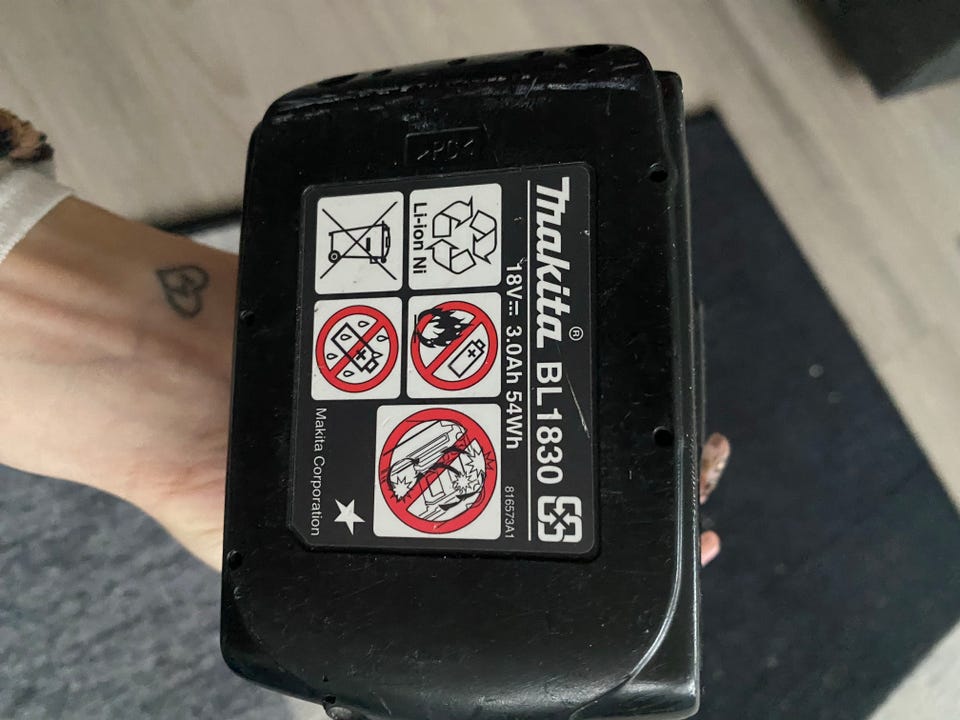 >PC<
makita® BL1830
18V 3.0Ah 54Wh
816573A1
Li-ion Ni
Makita Corporation